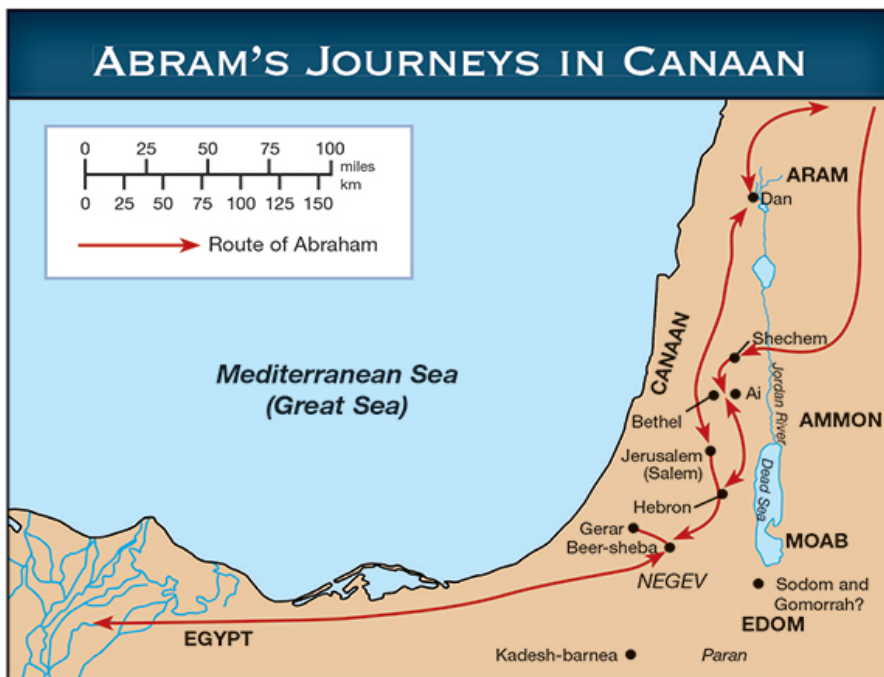 ABRAM'S JOURNEYS IN CANAAN
0 25 50 75 100
miles
km
0 25 50 75 100 125 150
Route of Abraham
ARAM
Dan
CANAAN
Shechem
Mediterranean Sea
(Great Sea)
Jordan River
Ai
Bethel
AMMON
Jerusalem
(Salem)
Dead Sea
Hebron
Gerar
Beer-sheba
MOAB
NEGEV
Sodom and
Gomorrah?
EDOM
EGYPT
Kadesh-barnea
Paran